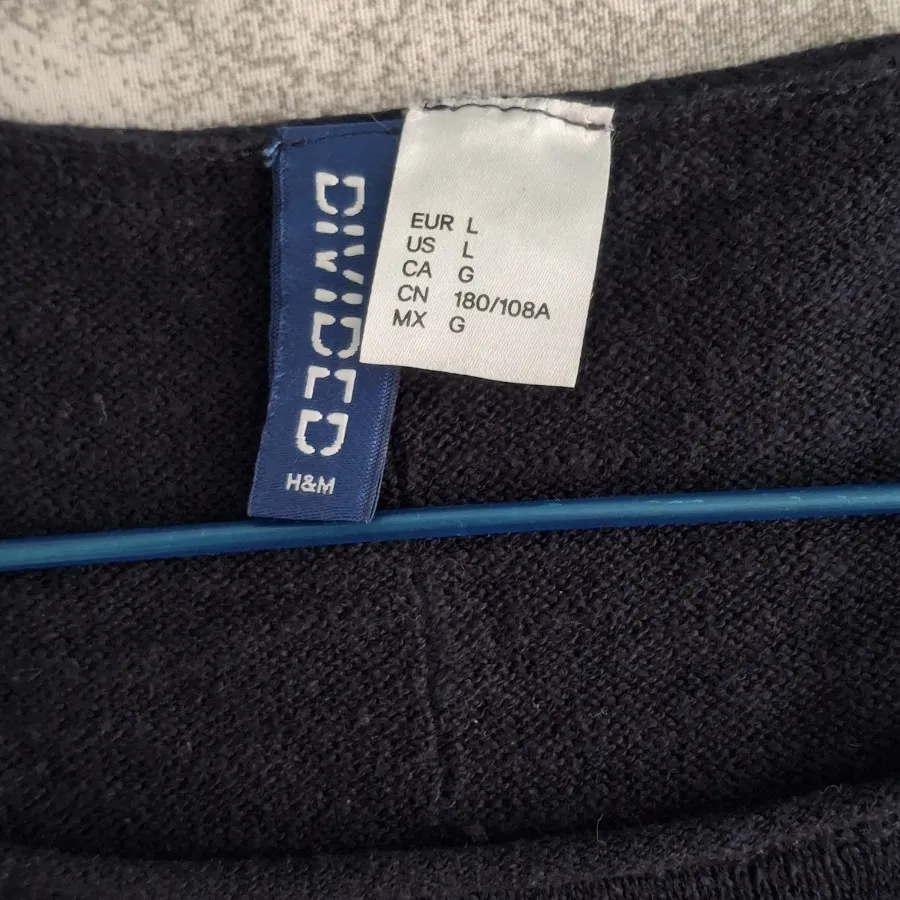 DIVIDED
H&M
EUR L
US L
CA G
CN 180/108A
MX G